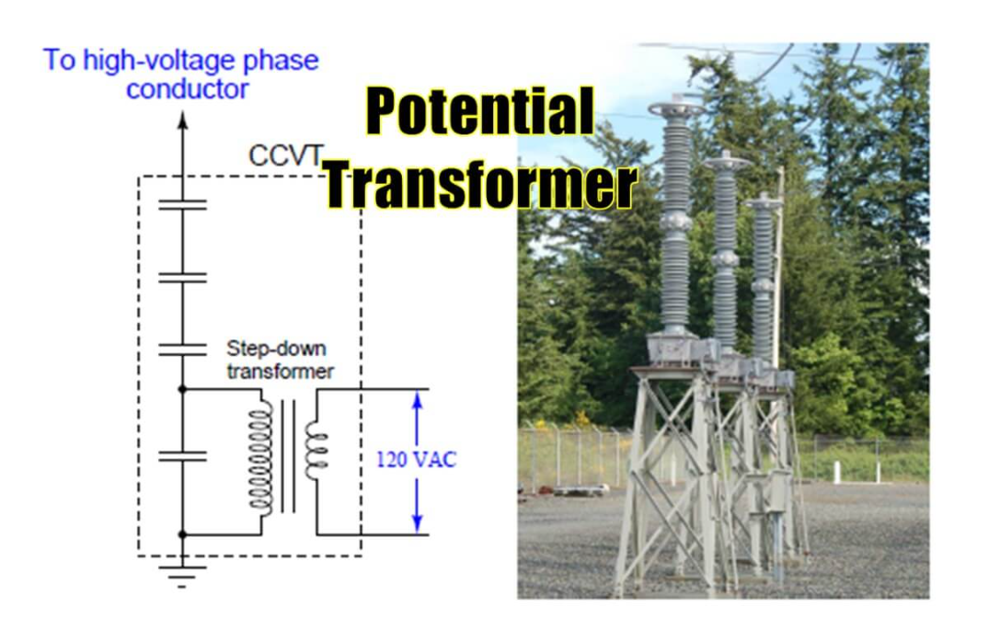 To high-voltage phase
conductor
Potential
Transformer
CCVT
Step-down
transformer
120 VAC